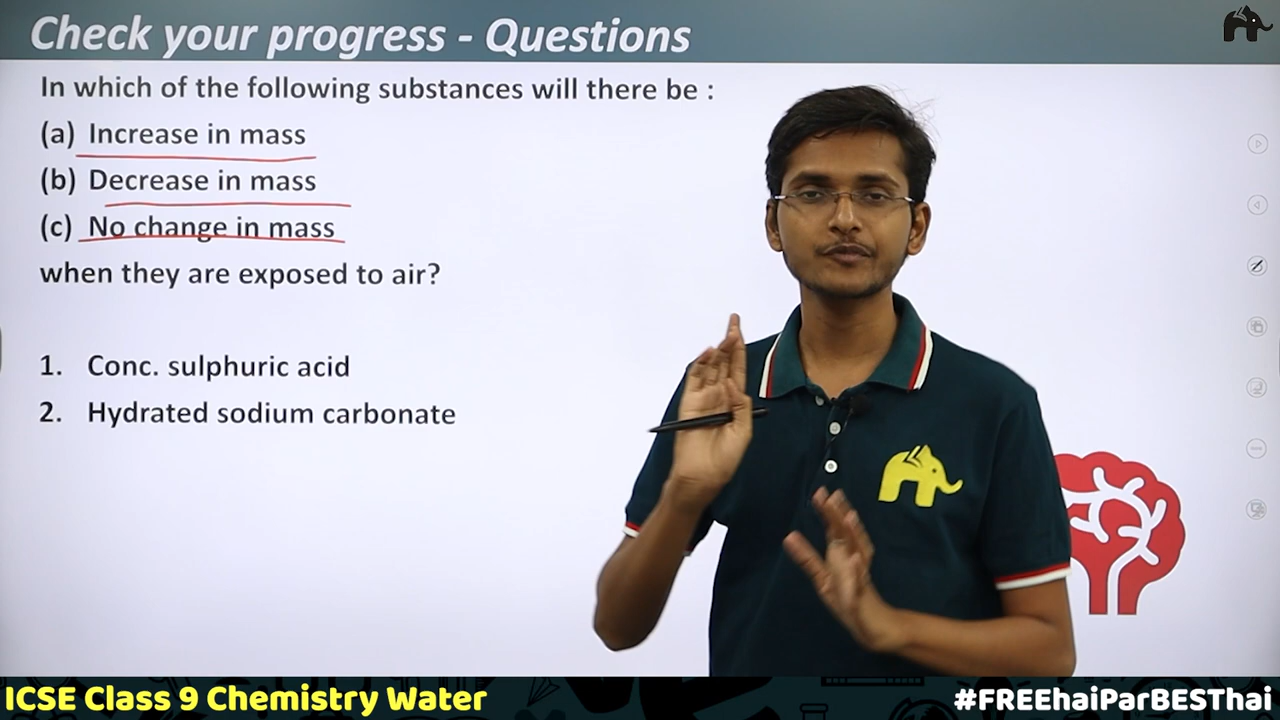 Check your progress - Questions
In which of the following substances will there be :
(a) Increase in mass
(b) Decrease in mass
(c) No change in mass
when they are exposed to air?
1. Conc. sulphuric acid
2. Hydrated sodium carbonate
ICSE Class 9 Chemistry Water
#FREEhaiParBESThai